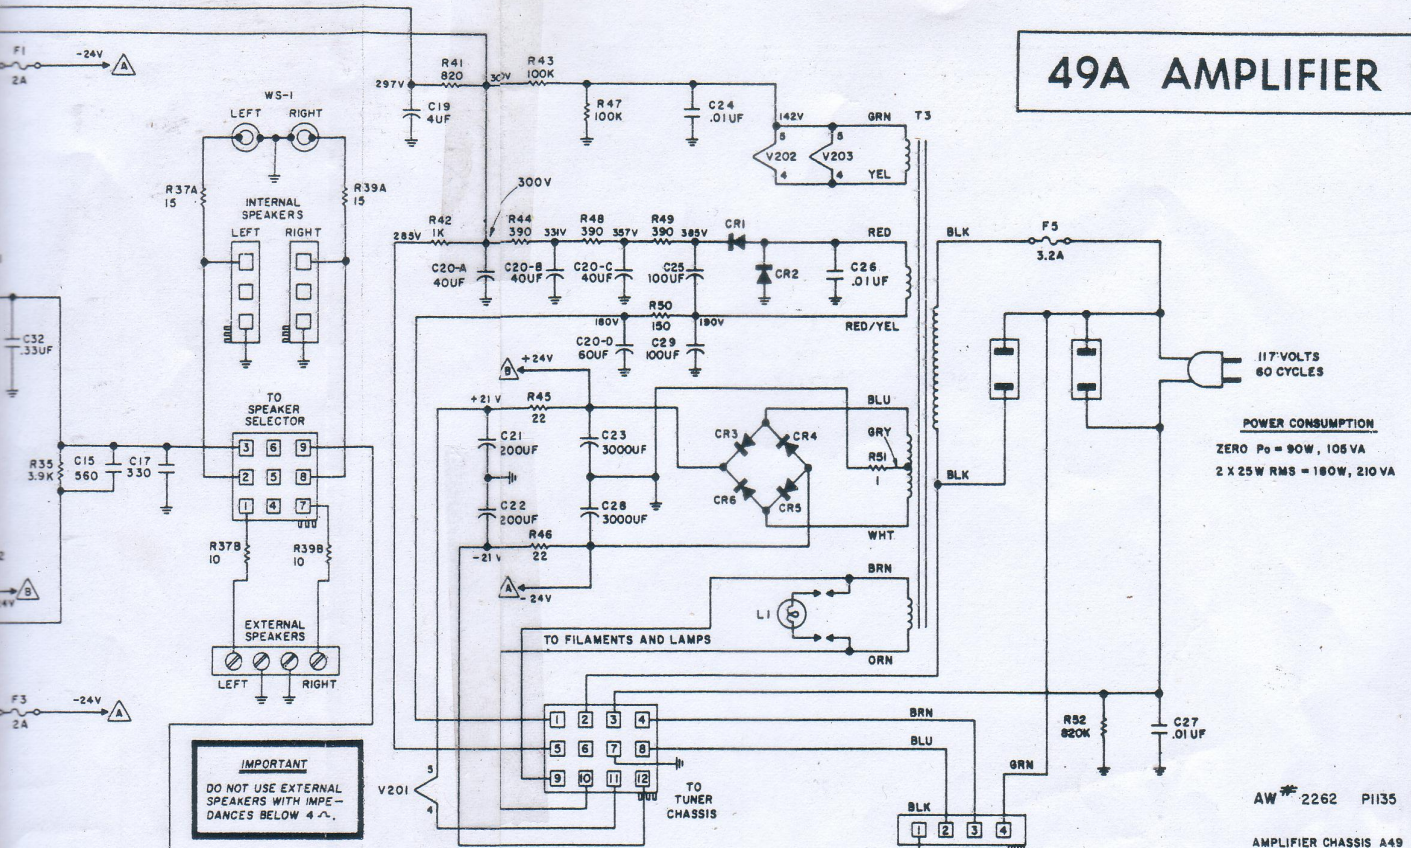 49A AMPLIFIER
F1
2A
-24V
A
WS-1
LEFT RIGHT
R37A
15
R39A
15
INTERNAL
SPEAKERS
LEFT RIGHT
297V
R41
820
C19
4UF
R43
100K
R47
100K
C24
.01UF
142V
5 5
V202 V203
4 4
GRN
YEL
T3
300V
285V
R42
1K
R44
390
331V
R48
390
357V
R49
390
385V
CR1
CR2
RED
C20-A
40UF
C20-B
40UF
C20-C
40UF
C25
100UF
C26
.01UF
RED/YEL
180V
R50
150
190V
C20-D
60UF
C29
100UF
BLK
F5
3.2A
117 VOLTS
60 CYCLES
POWER CONSUMPTION
ZERO Po = 90W, 105VA
2 X 25W RMS = 180W, 210VA
C32
.33UF
TO
SPEAKER
SELECTOR
3 6 9
2 5 8
1 4 7
R35
3.9K
C15
560
C17
330
R37B
10
R39B
10
EXTERNAL
SPEAKERS
LEFT RIGHT
B
F3
2A
-24V
A
B
+24V
+21V
R45
22
C21
200UF
C23
3000UF
C22
200UF
C28
3000UF
-21V
R46
22
A
-24V
CR3 CR4
CR6 CR5
BLU
GRY
R51
1
WHT
BLK
BRN
L1
ORN
TO FILAMENTS AND LAMPS
1 2 3 4
5 6 7 8
9 10 11 12
TO
TUNER
CHASSIS
V201
5
4
BRN
BLU
GRN
BLK
1 2 3 4
R52
820K
C27
.01UF
IMPORTANT
DO NOT USE EXTERNAL
SPEAKERS WITH IMPE-
DANCES BELOW 4 Ω.
AW# 2262 P1135
AMPLIFIER CHASSIS A49